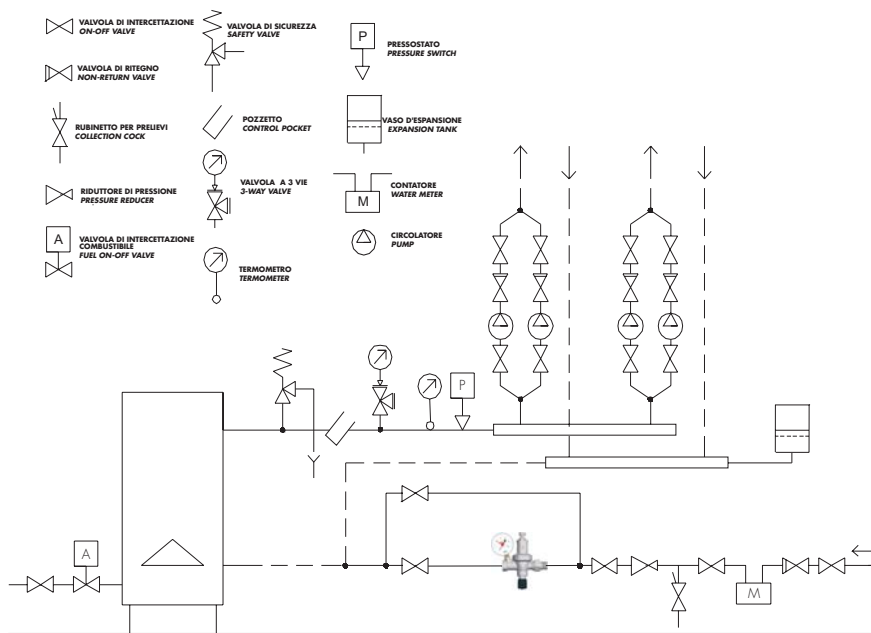 VALVOLA DI INTERCETTAZIONE
ON-OFF VALVE
VALVOLA DI RITEGNO
NON-RETURN VALVE
RUBINETTO PER PRELIEVI
COLLECTION COCK
RIDUTTORE DI PRESSIONE
PRESSURE REDUCER
A
VALVOLA DI INTERCETTAZIONE
COMBUSTIBILE
FUEL ON-OFF VALVE
VALVOLA DI SICUREZZA
SAFETY VALVE
POZZETTO
CONTROL POCKET
VALVOLA A 3 VIE
3-WAY VALVE
TERMOMETRO
TERMOMETER
P
PRESSOSTATO
PRESSURE SWITCH
VASO D'ESPANSIONE
EXPANSION TANK
M
CONTATORE
WATER METER
CIRCOLATORE
PUMP
P
A
M